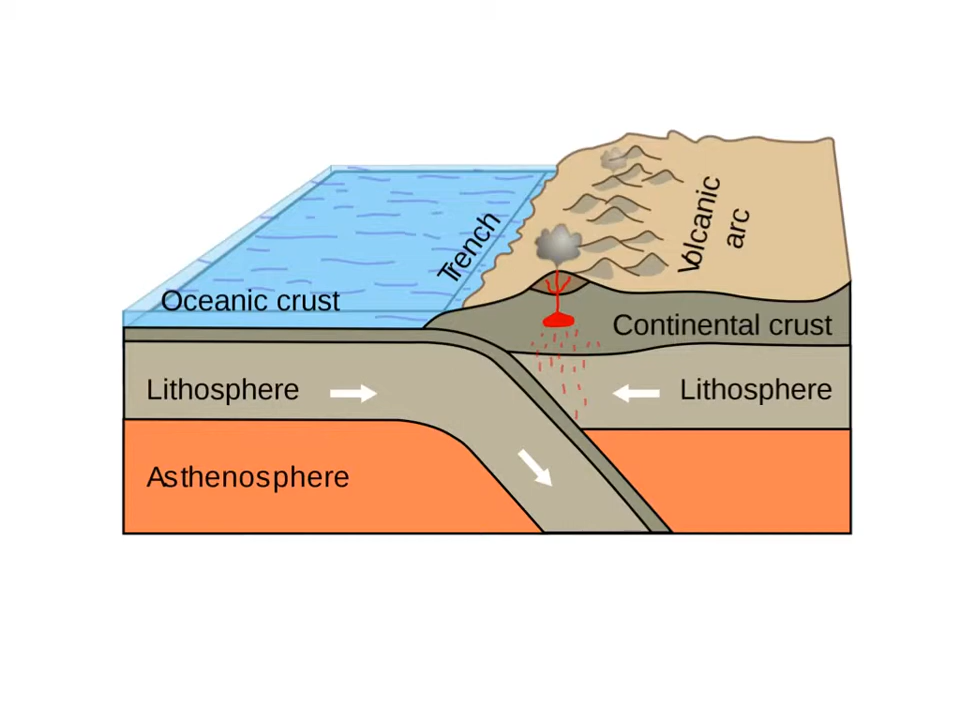 Trench
Volcanic
arc
Oceanic crust
Continental crust
Lithosphere
Lithosphere
Asthenosphere